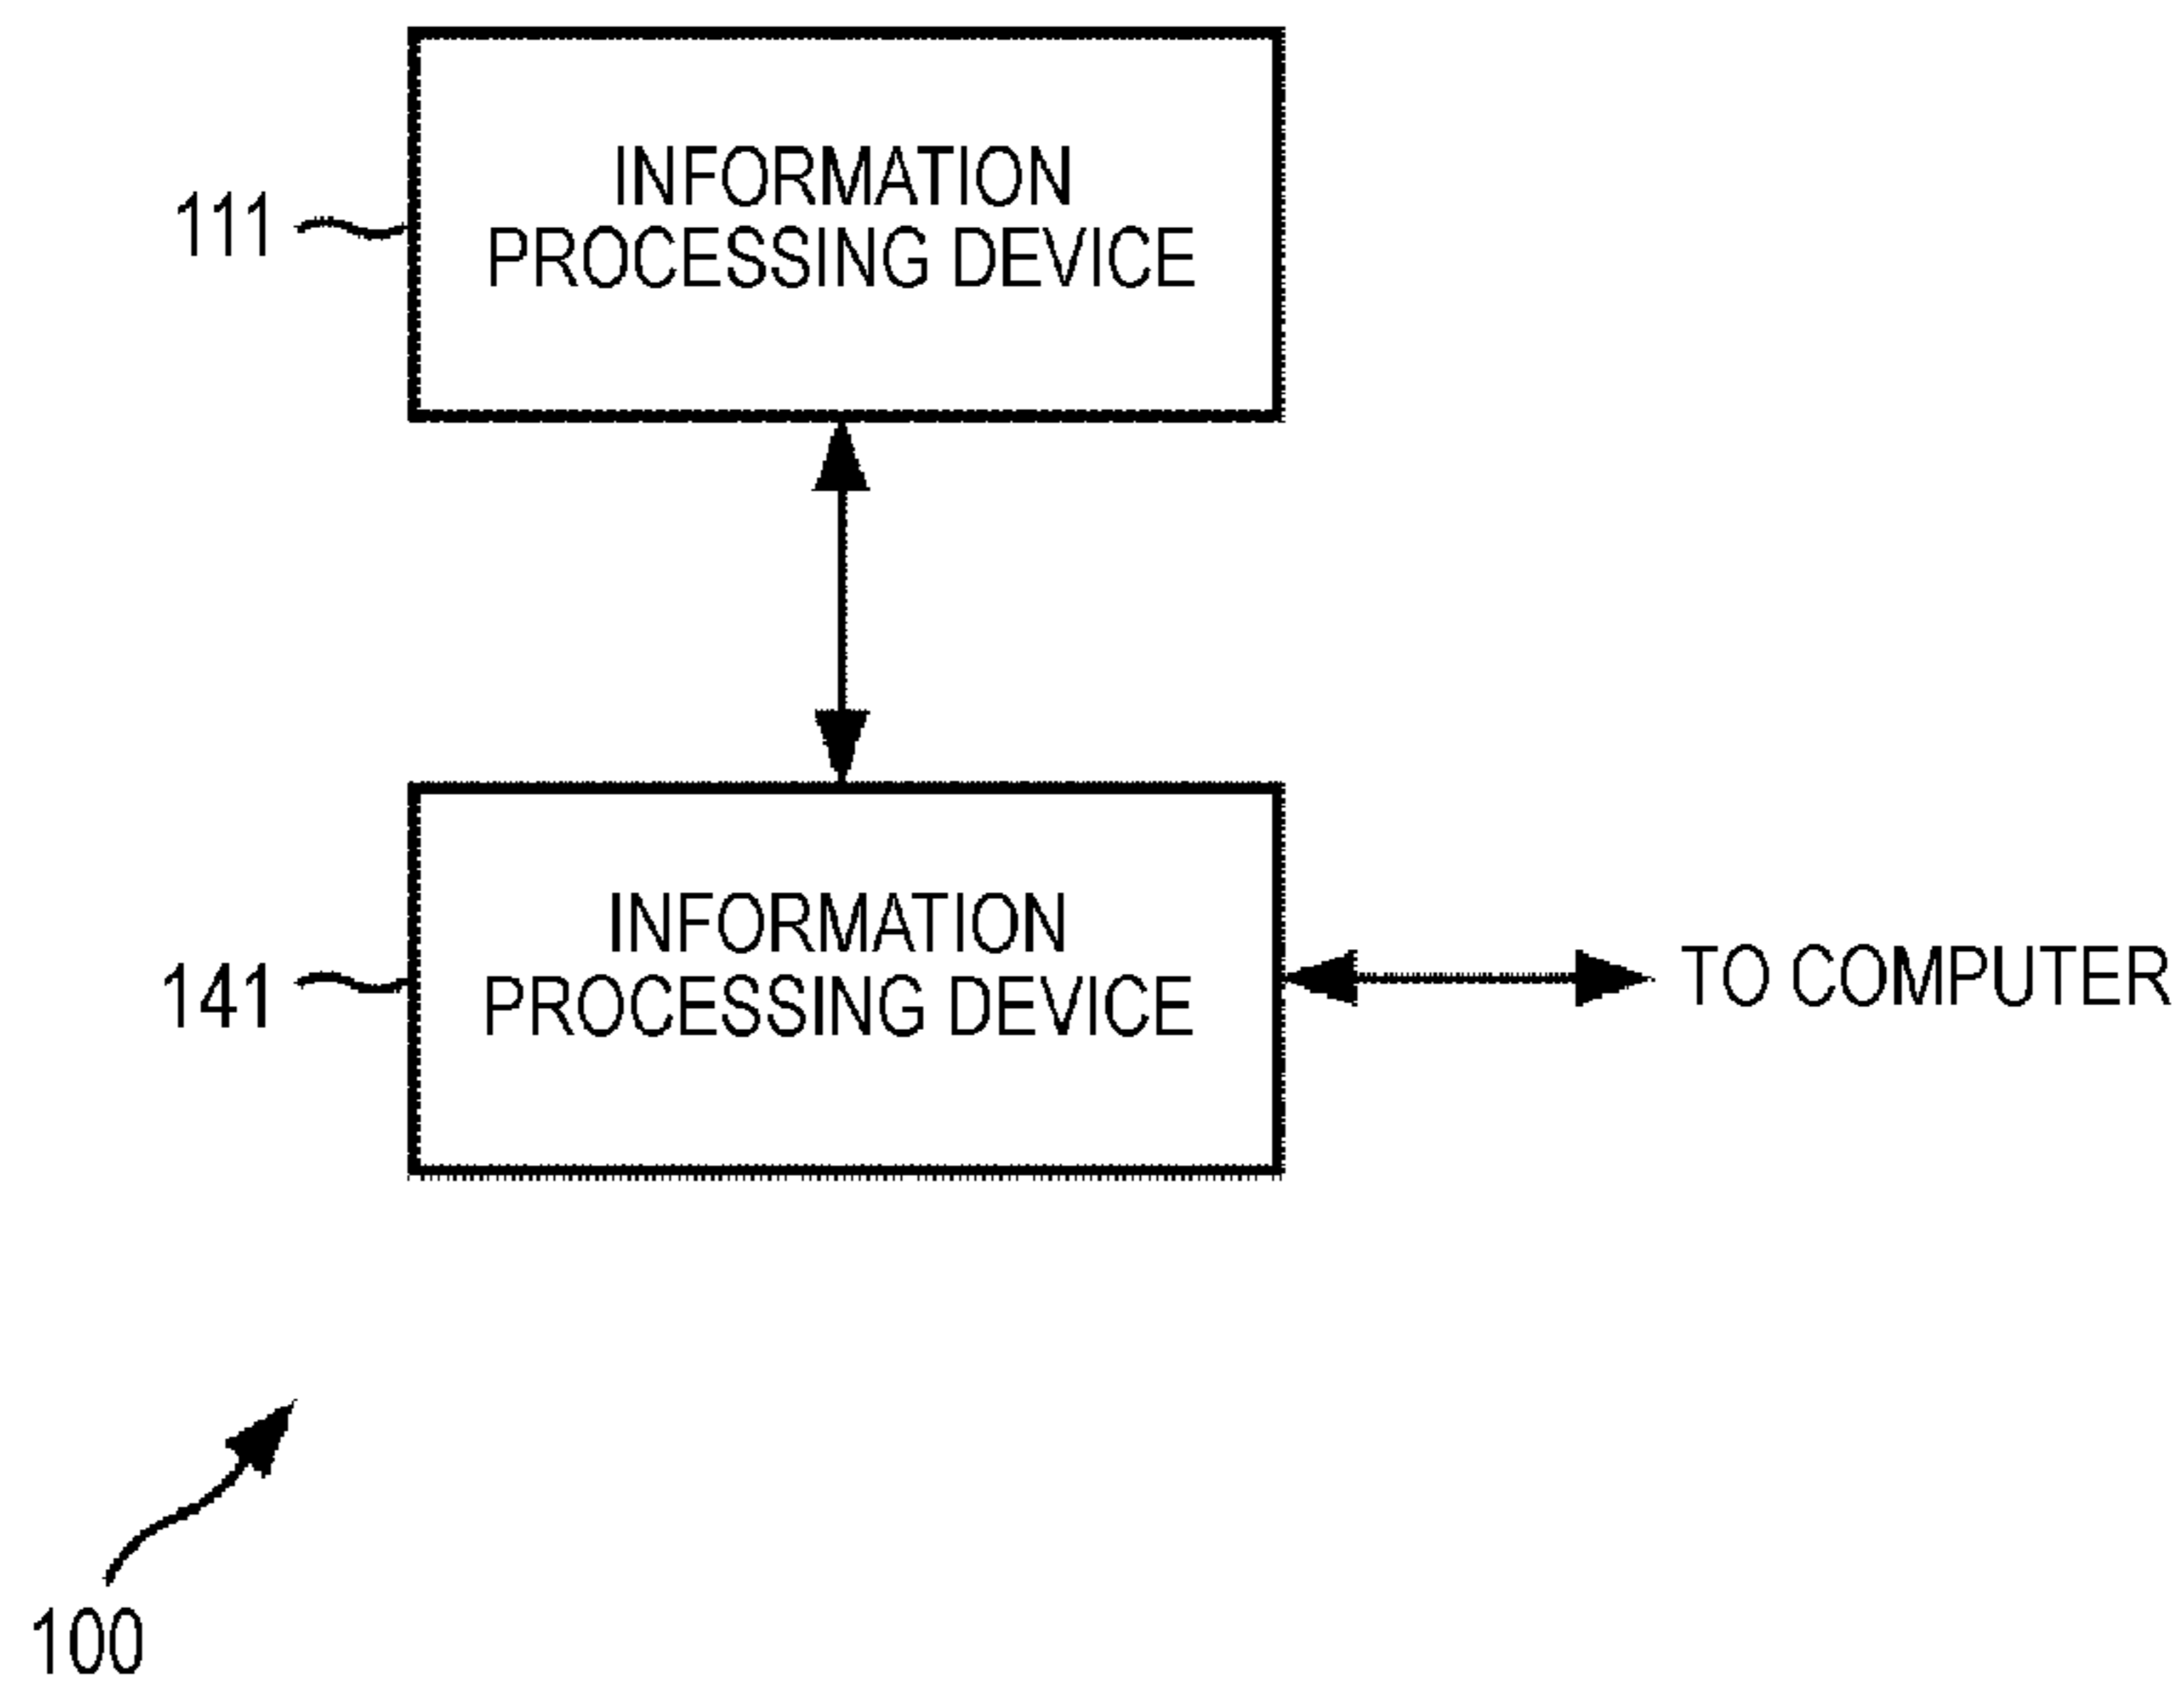 INFORMATION
PROCESSING DEVICE
111
INFORMATION
PROCESSING DEVICE
141
TO COMPUTER
100